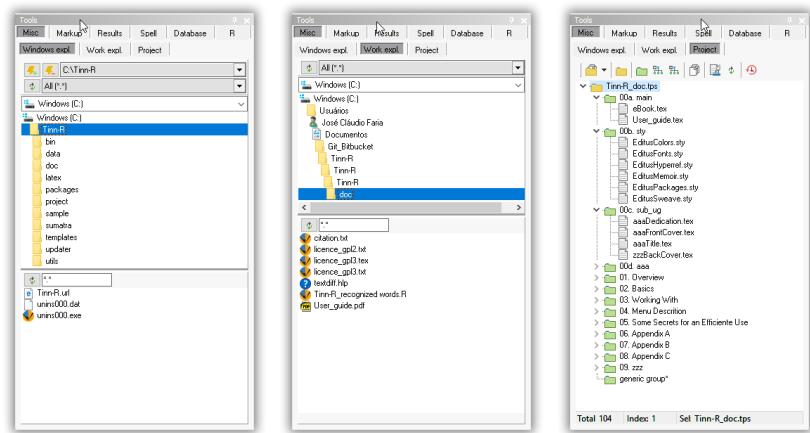 Tools
Misc Markup Results Spell Database R
Windows expl. Work expl. Project
C:\Tinn-R
All (*.*)
Windows (C:)
Windows (C:)
Tinn-R
bin
data
doc
latex
packages
project
sample
sumatra
templates
updater
utils
*.*
Tinn-R.url
unins000.dat
unins000.exe
Tools
Misc Markup Results Spell Database R
Windows expl. Work expl. Project
All (*.*)
Windows (C:)
Windows (C:)
Usuários
José Cláudio Faria
Documentos
Git_Bitbucket
Tinn-R
Tinn-R
Tinn-R
doc
*.*
citation.txt
licence_gpl2.txt
licence_gpl3.tex
licence_gpl3.txt
textdiff.hlp
Tinn-R_recognized words.R
User_guide.pdf
Tools
Misc Markup Results Spell Database R
Windows expl. Work expl. Project
Tinn-R_doc.tps
00a. main
eBook.tex
User_guide.tex
00b. sty
EditusColors.sty
EditusFonts.sty
EditusHyperref.sty
EditusMemoir.sty
EditusPackages.sty
EditusSweave.sty
00c. sub_ug
aaaDedication.tex
aaaFrontCover.tex
aaaTitle.tex
zzzBackCover.tex
00d. aaa
01. Overview
02. Basics
03. Working With
04. Menu Descrition
05. Some Secrets for an Efficiente Use
06. Appendix A
07. Appendix B
08. Appendix C
09. zzz
generic group*
Total 104 Index: 1 Sel: Tinn-R_doc.tps